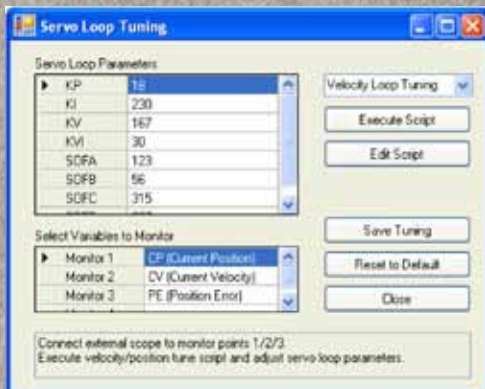 Servo Loop Tuning
Servo Loop Parameters
KP 18
KI 230
KV 167
KVI 30
SOFA 123
SOFB 56
SOFC 315
Velocity Loop Tuning
Execute Script
Edit Script
Select Variables to Monitor
Monitor 1 CP (Current Position)
Monitor 2 CV (Current Velocity)
Monitor 3 PE (Position Error)
Save Tuning
Reset to Default
Close
Connect external scope to monitor points 1/2/3
Execute velocity/position tune script and adjust servo loop parameters.